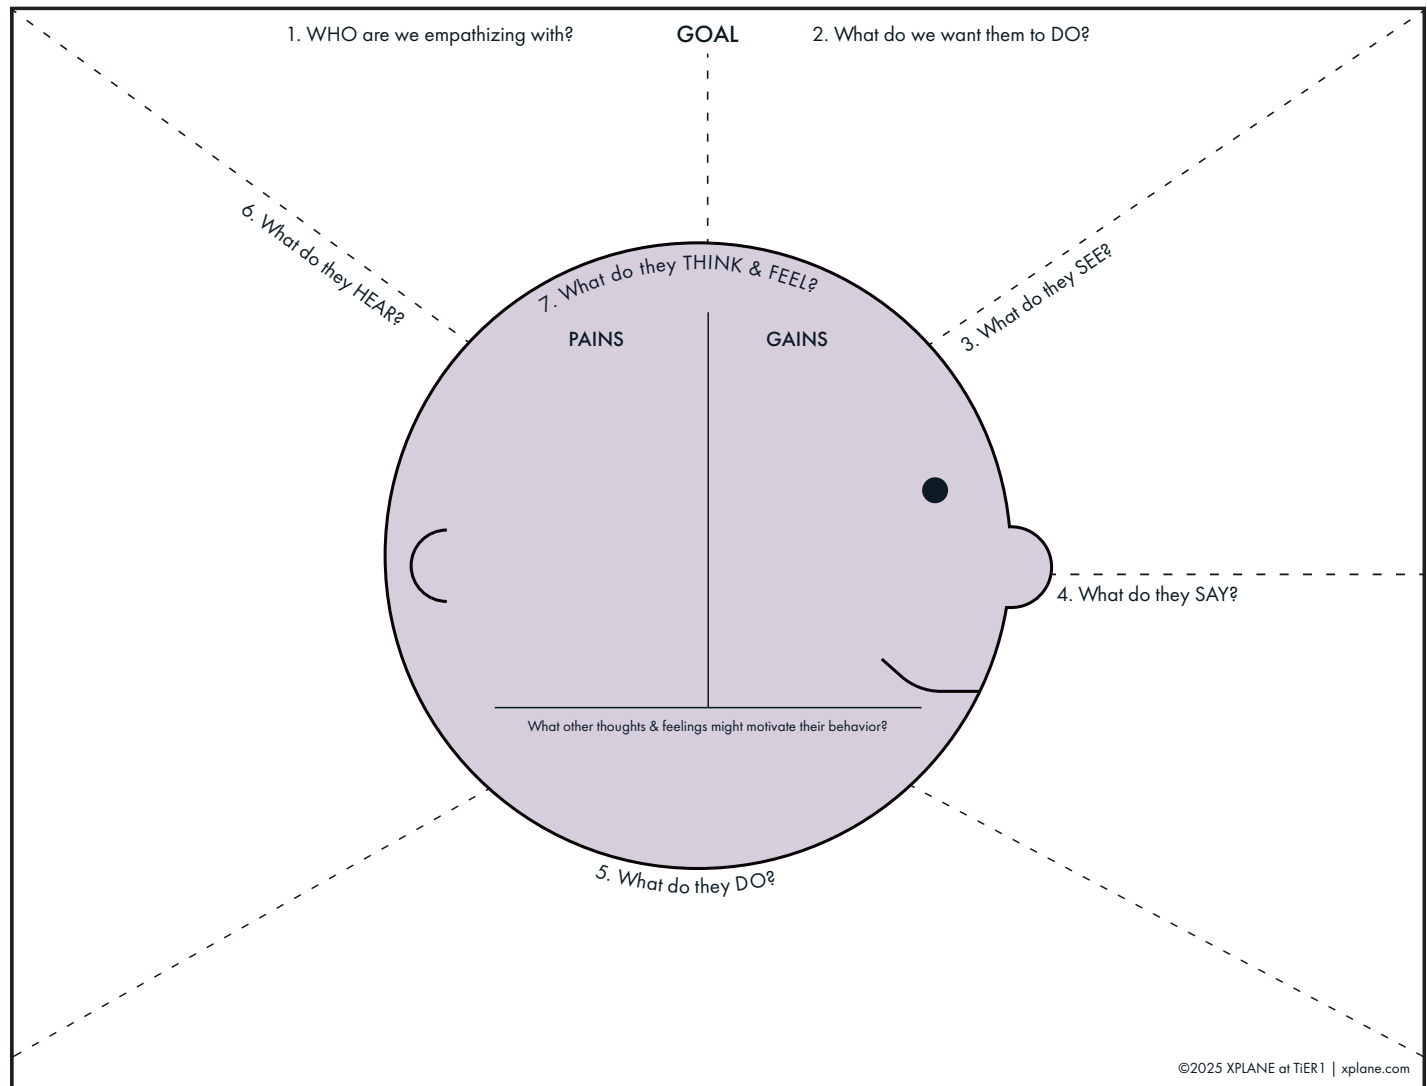 1. WHO are we empathizing with?
GOAL
2. What do we want them to DO?
6. What do they HEAR?
7. What do they THINK & FEEL?
3. What do they SEE?
PAINS
GAINS
4. What do they SAY?
What other thoughts & feelings might motivate their behavior?
5. What do they DO?
©2025 XPLANE at TiER1 | xplane.com